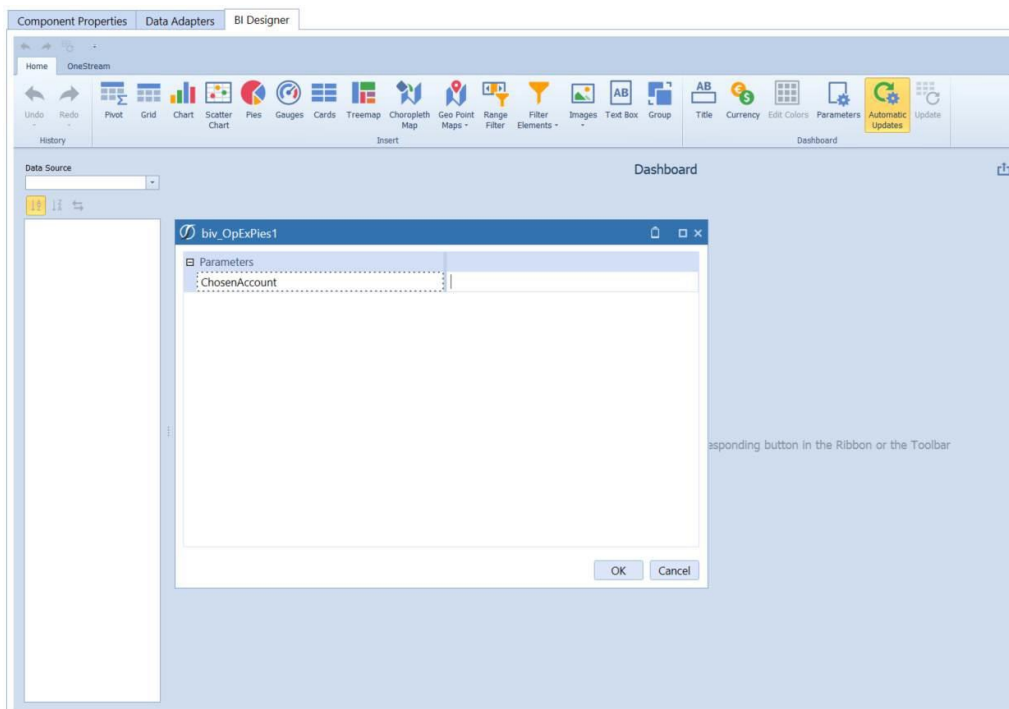 Component Properties Data Adapters BI Designer
Home OneStream
Undo Redo Pivot Grid Chart Scatter Chart Pies Gauges Cards Treemap Choropleth Map Geo Point Maps Range Filter Filter Elements Images AB Text Box Group AB Title Currency Edit Colors Parameters Automatic Updates Update
History Insert Dashboard
Data Source
Dashboard
biv_OpExPies1
Parameters
ChosenAccount
esponding button in the Ribbon or the Toolbar
OK Cancel